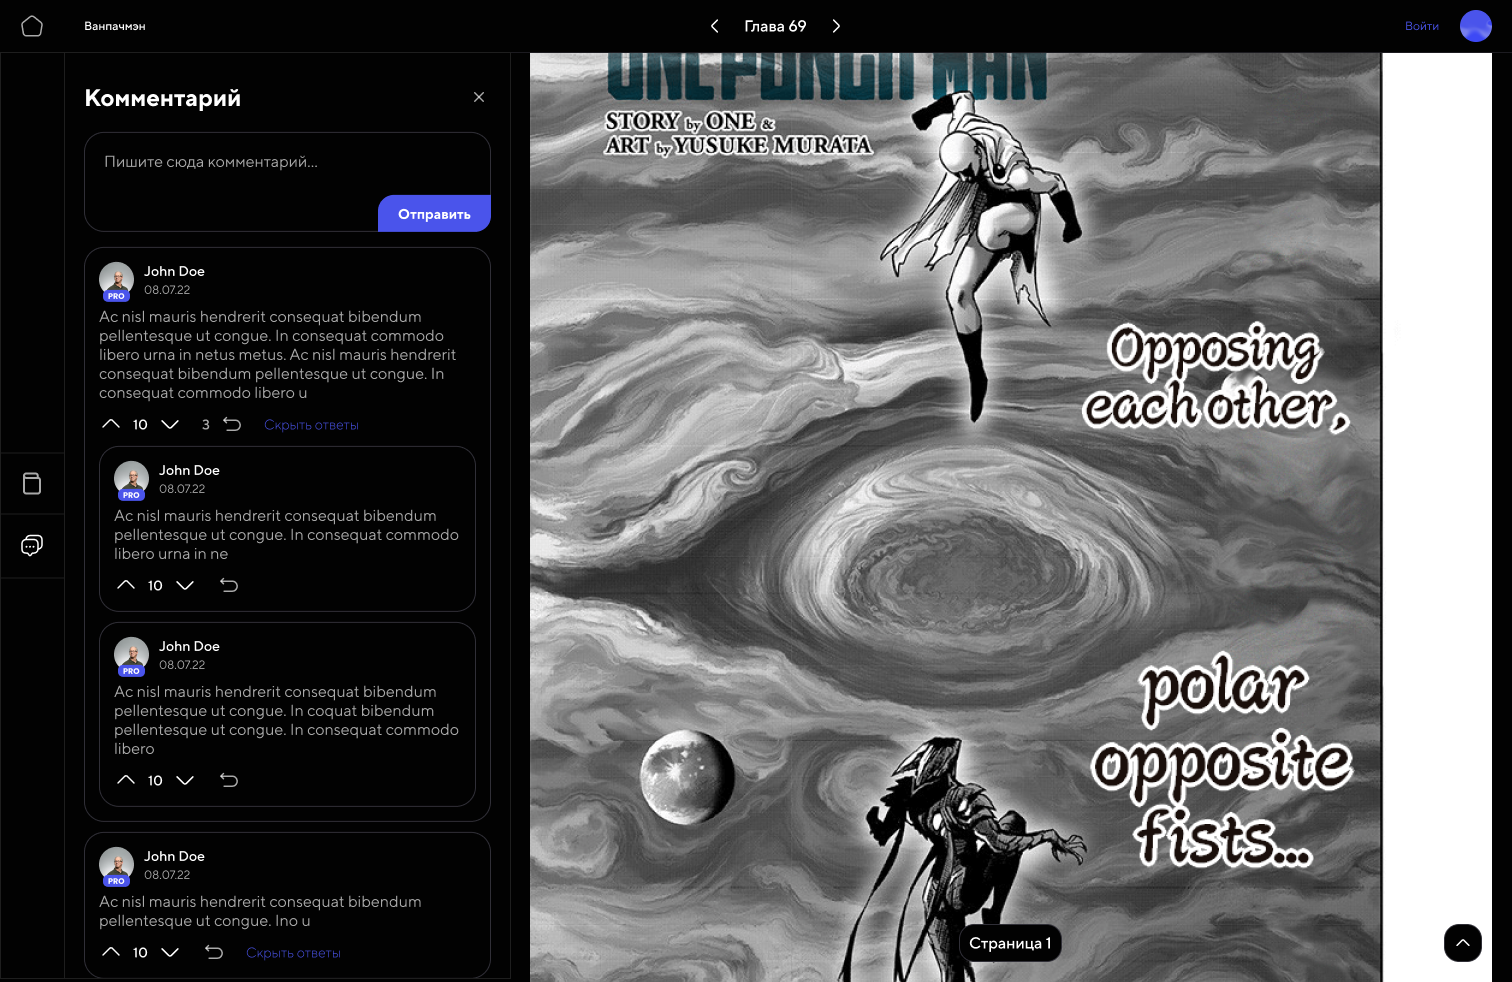 Ванпачмэн
Глава 69
Войти
Комментарий
Пишите сюда комментарий...
Отправить
John Doe
08.07.22
PRO
Ac nisl mauris hendrerit consequat bibendum
pellentesque ut congue. In consequat commodo
libero urna in netus metus. Ac nisl mauris hendrerit
consequat bibendum pellentesque ut congue. In
consequat commodo libero u
10
3
Скрыть ответы
John Doe
08.07.22
PRO
Ac nisl mauris hendrerit consequat bibendum
pellentesque ut congue. In consequat commodo
libero urna in ne
10
John Doe
08.07.22
PRO
Ac nisl mauris hendrerit consequat bibendum
pellentesque ut congue. In coquat bibendum
pellentesque ut congue. In consequat commodo
libero
10
John Doe
08.07.22
PRO
Ac nisl mauris hendrerit consequat bibendum
pellentesque ut congue. Ino u
10
Скрыть ответы
ONE PUNCH MAN
STORY by ONE &
ART by YUSUKE MURATA
Opposing
each other,
polar
opposite
fists...
Страница 1